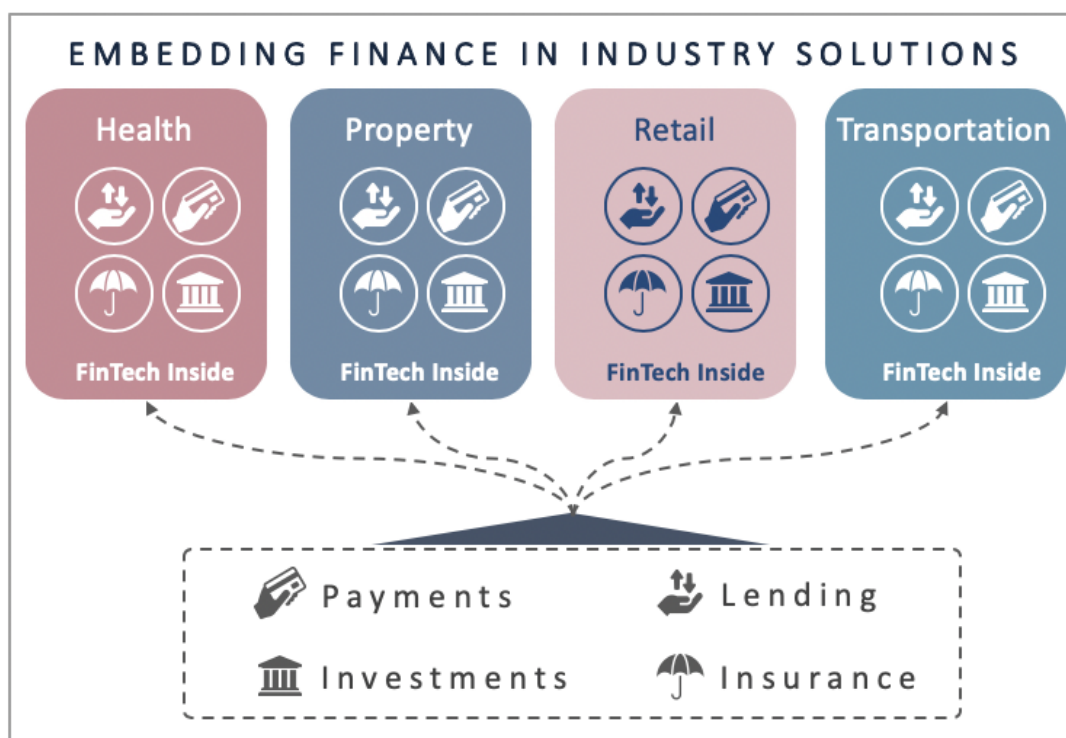 EMBEDDING FINANCE IN INDUSTRY SOLUTIONS
Health
Property
Retail
Transportation
FinTech Inside
FinTech Inside
FinTech Inside
FinTech Inside
Payments
Lending
Investments
Insurance